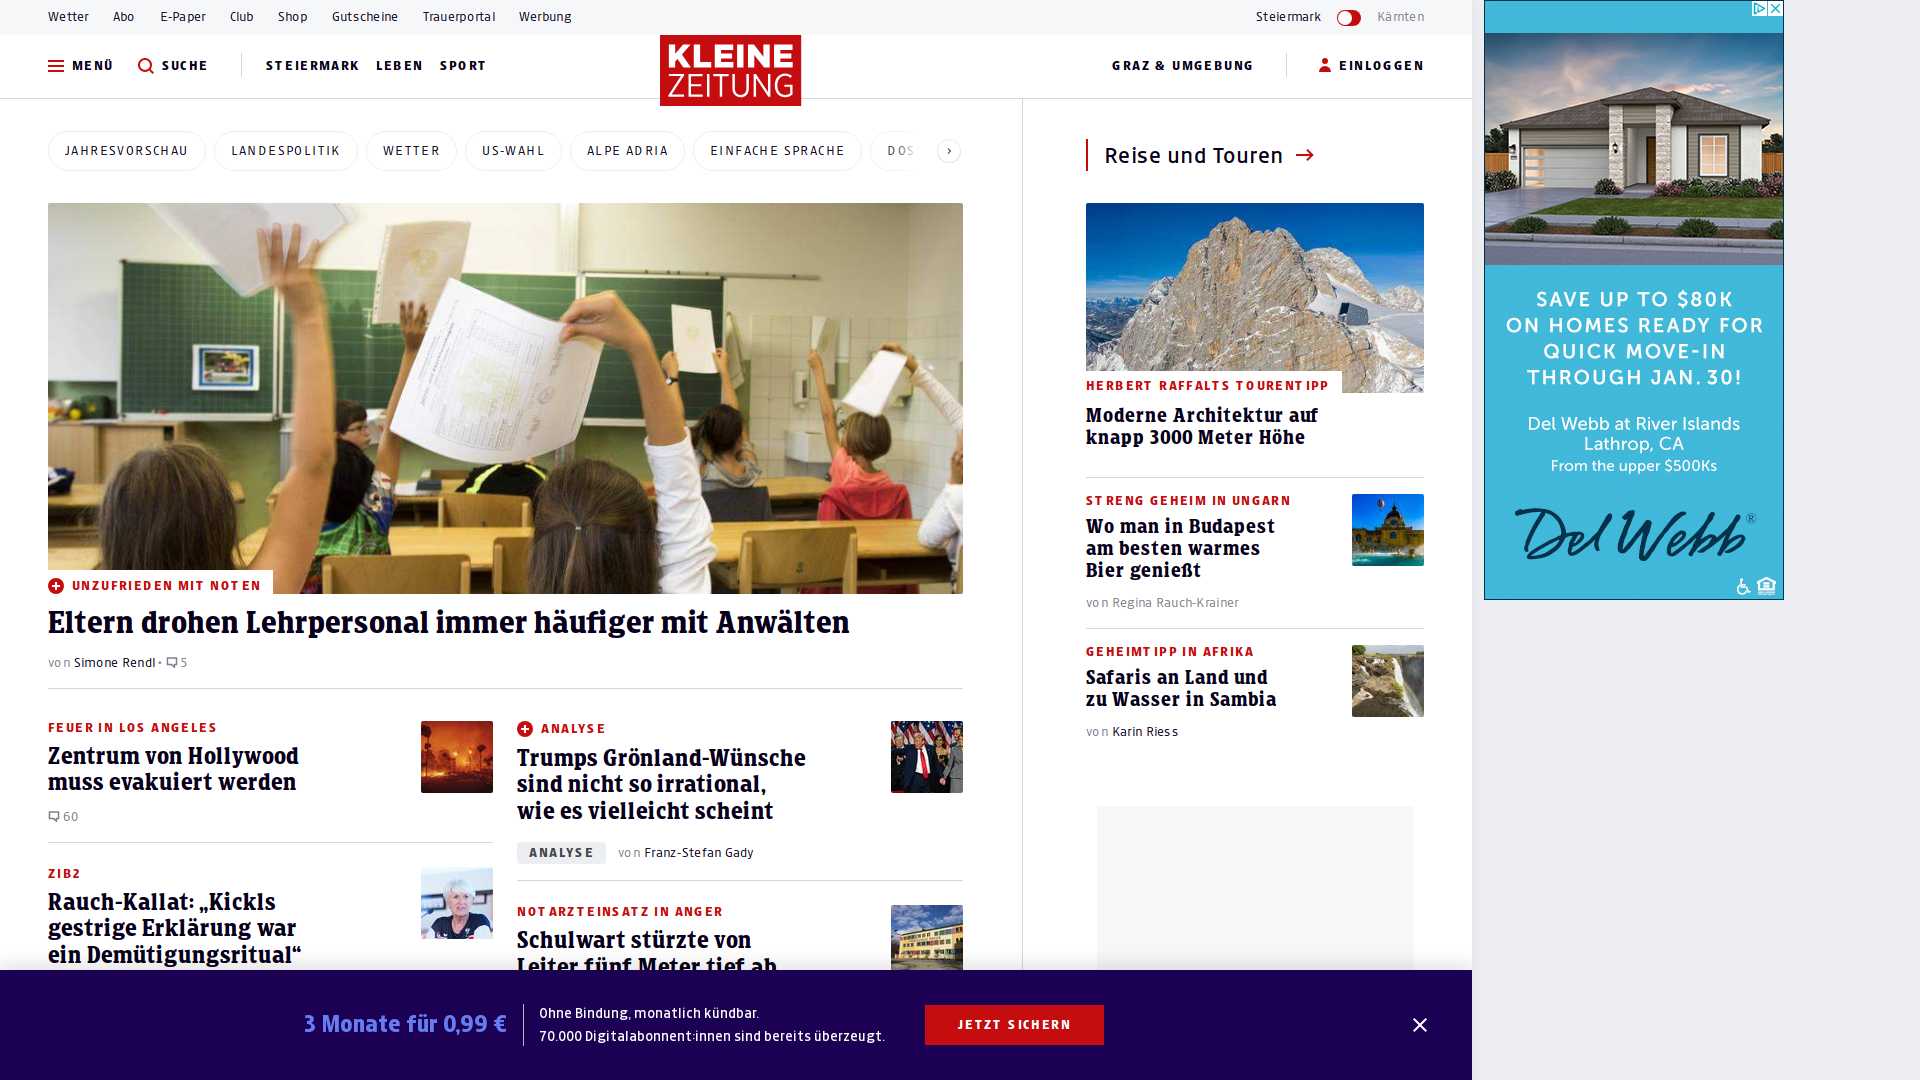 Wetter Abo E-Paper Club Shop Gutscheine Trauerportal Werbung Steiermark Kärnten
MENÜ SUCHE STEIERMARK LEBEN SPORT
KLEINE
ZEITUNG
GRAZ & UMGEBUNG EINLOGGEN
JAHRESVORSCHAU LANDESPOLITIK WETTER US-WAHL ALPE ADRIA EINFACHE SPRACHE DOS
UNZUFRIEDEN MIT NOTEN
Eltern drohen Lehrpersonal immer häufiger mit Anwälten
von Simone Rendl • 5
FEUER IN LOS ANGELES
Zentrum von Hollywood
muss evakuiert werden
60
ZIB2
Rauch-Kallat: „Kickls
gestrige Erklärung war
ein Demütigungsritual“
ANALYSE
Trumps Grönland-Wünsche
sind nicht so irrational,
wie es vielleicht scheint
ANALYSE von Franz-Stefan Gady
NOTARZTEINSATZ IN ANGER
Schulwart stürzte von
Leiter fünf Meter tief ab
Reise und Touren
HERBERT RAFFALTS TOURENTIPP
Moderne Architektur auf
knapp 3000 Meter Höhe
STRENG GEHEIM IN UNGARN
Wo man in Budapest
am besten warmes
Bier genießt
von Regina Rauch-Krainer
GEHEIMTIPP IN AFRIKA
Safaris an Land und
zu Wasser in Sambia
von Karin Riess
SAVE UP TO $80K
ON HOMES READY FOR
QUICK MOVE-IN
THROUGH JAN. 30!
Del Webb at River Islands
Lathrop, CA
From the upper $500Ks
Del Webb®
3 Monate für 0,99 €
Ohne Bindung, monatlich kündbar.
70.000 Digitalabonnent:innen sind bereits überzeugt.
JETZT SICHERN